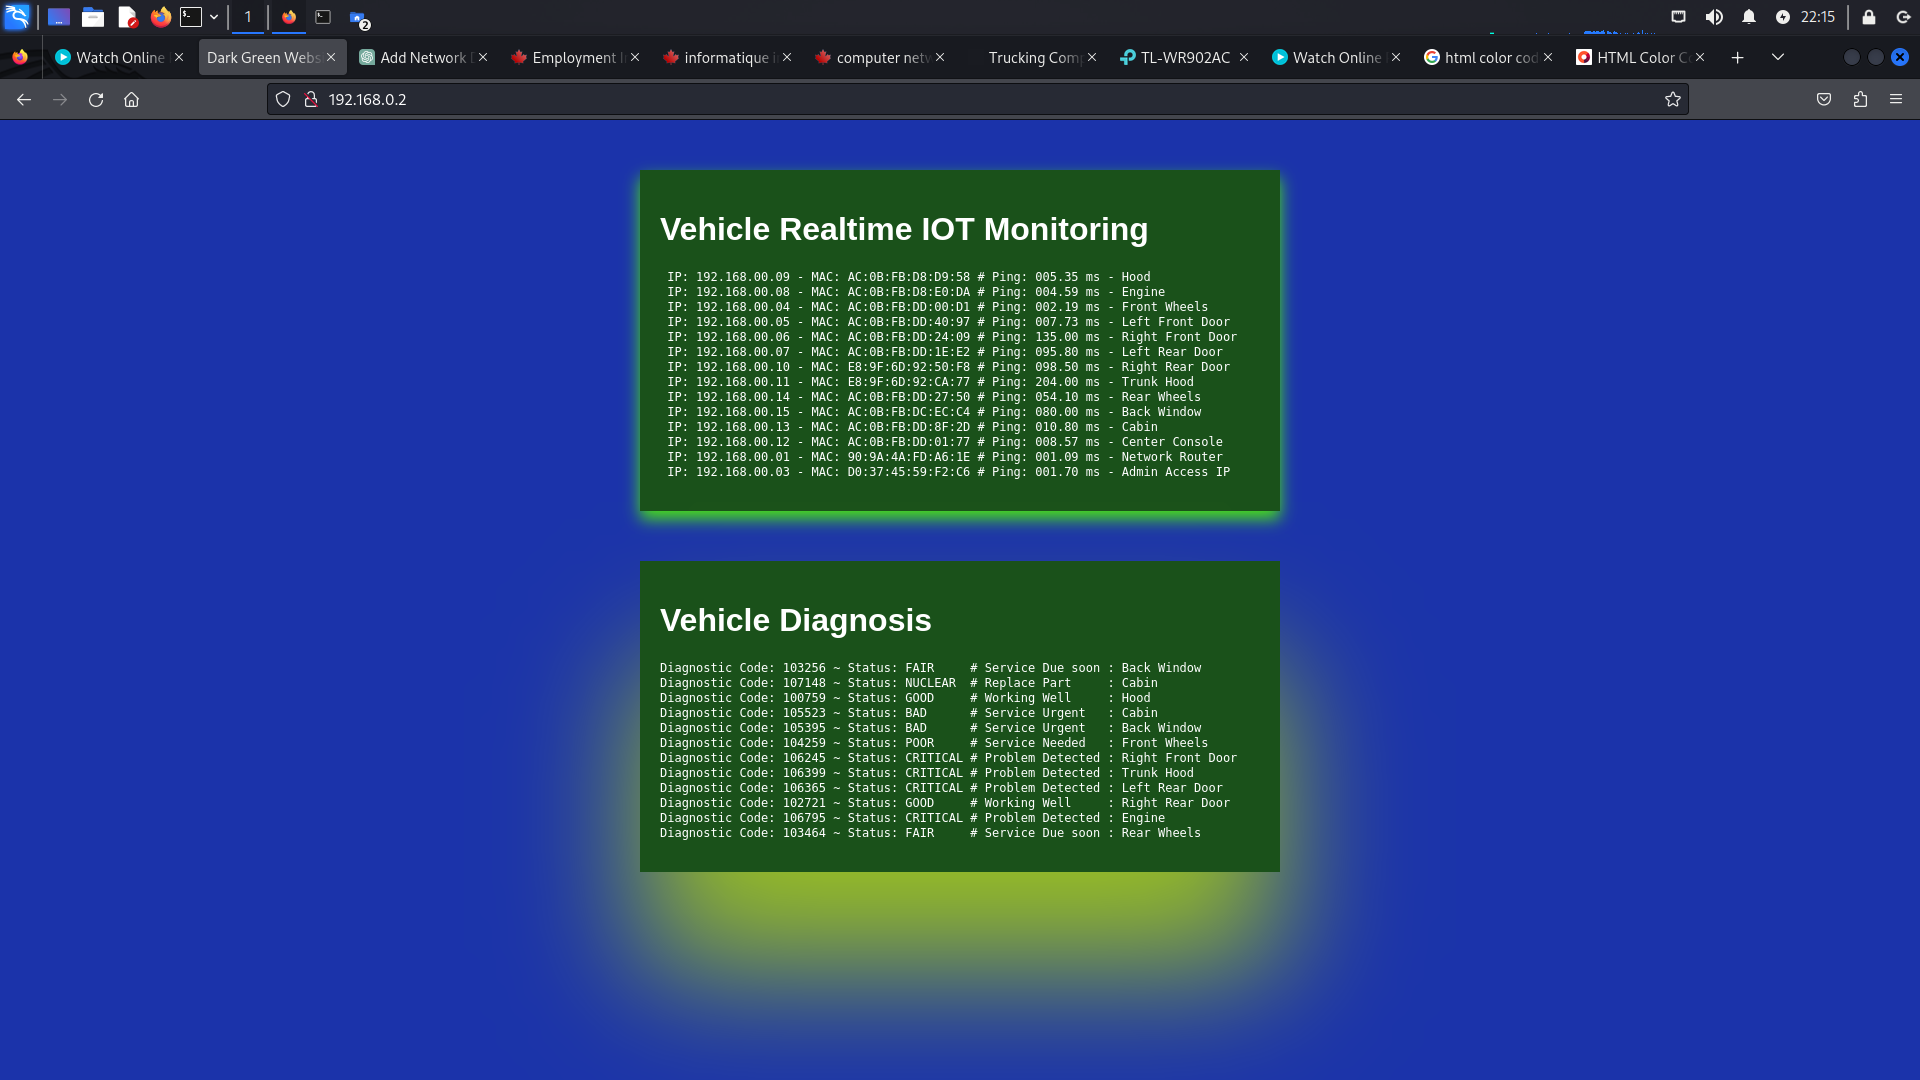 1
2
22:15
Watch Online
Dark Green Webs
Add Network
Employment I
informatique i
computer netw
Trucking Comp
TL-WR902AC
Watch Online
html color cod
HTML Color C
192.168.0.2
Vehicle Realtime IOT Monitoring
IP: 192.168.00.09 - MAC: AC:0B:FB:D8:D9:58 # Ping: 005.35 ms - Hood
IP: 192.168.00.08 - MAC: AC:0B:FB:D8:E0:DA # Ping: 004.59 ms - Engine
IP: 192.168.00.04 - MAC: AC:0B:FB:DD:00:D1 # Ping: 002.19 ms - Front Wheels
IP: 192.168.00.05 - MAC: AC:0B:FB:DD:40:97 # Ping: 007.73 ms - Left Front Door
IP: 192.168.00.06 - MAC: AC:0B:FB:DD:24:09 # Ping: 135.00 ms - Right Front Door
IP: 192.168.00.07 - MAC: AC:0B:FB:DD:1E:E2 # Ping: 095.80 ms - Left Rear Door
IP: 192.168.00.10 - MAC: E8:9F:6D:92:50:F8 # Ping: 098.50 ms - Right Rear Door
IP: 192.168.00.11 - MAC: E8:9F:6D:92:CA:77 # Ping: 204.00 ms - Trunk Hood
IP: 192.168.00.14 - MAC: AC:0B:FB:DD:27:50 # Ping: 054.10 ms - Rear Wheels
IP: 192.168.00.15 - MAC: AC:0B:FB:DC:EC:C4 # Ping: 080.00 ms - Back Window
IP: 192.168.00.13 - MAC: AC:0B:FB:DD:8F:2D # Ping: 010.80 ms - Cabin
IP: 192.168.00.12 - MAC: AC:0B:FB:DD:01:77 # Ping: 008.57 ms - Center Console
IP: 192.168.00.01 - MAC: 90:9A:4A:FD:A6:1E # Ping: 001.09 ms - Network Router
IP: 192.168.00.03 - MAC: D0:37:45:59:F2:C6 # Ping: 001.70 ms - Admin Access IP
Vehicle Diagnosis
Diagnostic Code: 103256 ~ Status: FAIR     # Service Due soon : Back Window
Diagnostic Code: 107148 ~ Status: NUCLEAR  # Replace Part     : Cabin
Diagnostic Code: 100759 ~ Status: GOOD     # Working Well     : Hood
Diagnostic Code: 105523 ~ Status: BAD      # Service Urgent   : Cabin
Diagnostic Code: 105395 ~ Status: BAD      # Service Urgent   : Back Window
Diagnostic Code: 104259 ~ Status: POOR     # Service Needed   : Front Wheels
Diagnostic Code: 106245 ~ Status: CRITICAL # Problem Detected : Right Front Door
Diagnostic Code: 106399 ~ Status: CRITICAL # Problem Detected : Trunk Hood
Diagnostic Code: 106365 ~ Status: CRITICAL # Problem Detected : Left Rear Door
Diagnostic Code: 102721 ~ Status: GOOD     # Working Well     : Right Rear Door
Diagnostic Code: 106795 ~ Status: CRITICAL # Problem Detected : Engine
Diagnostic Code: 103464 ~ Status: FAIR     # Service Due soon : Rear Wheels